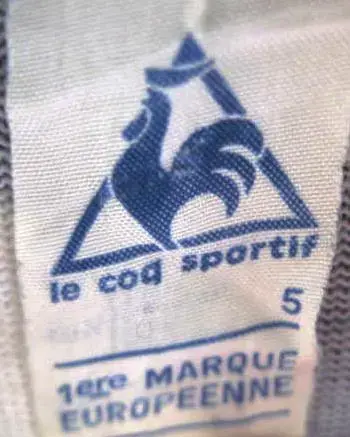 le coq sportif
5
1ere MARQUE
EUROPEENNE